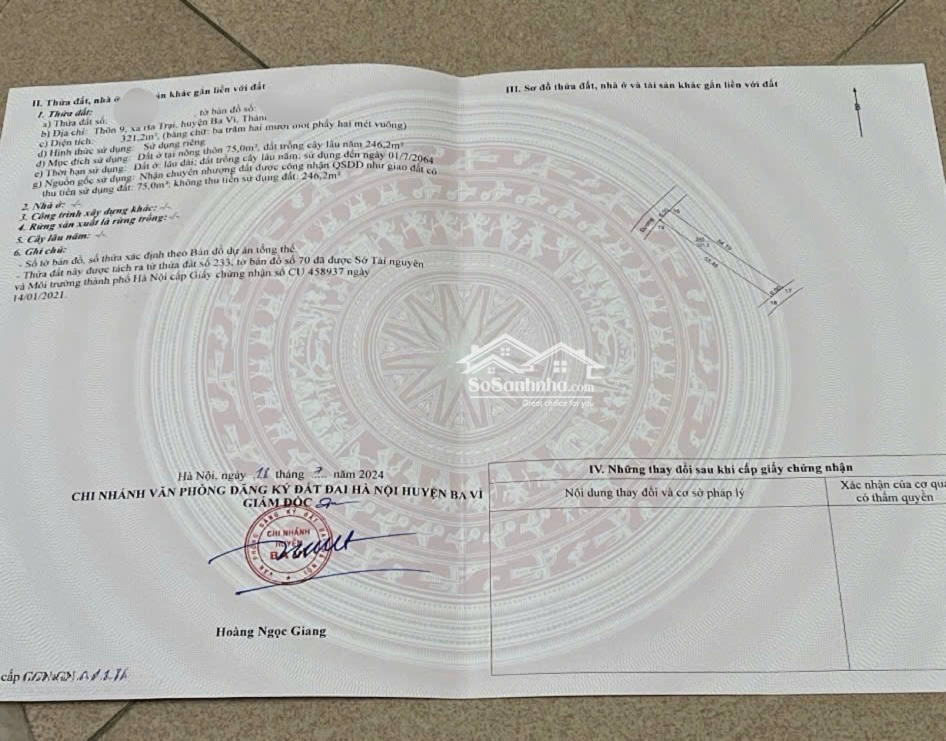 II. Thửa đất, nhà ở sản khác gắn liền với đất
1. Thửa đất:
a) Thửa đất số: , tờ bản đồ số:
b) Địa chỉ: Thôn 9, xã Ba Trại, huyện Ba Vì, Thành
c) Diện tích: 321,2m², (bằng chữ: ba trăm hai mươi mốt phẩy hai mét vuông)
d) Hình thức sử dụng: Sử dụng riêng
đ) Mục đích sử dụng: Đất ở tại nông thôn 75,0m², đất trồng cây lâu năm 246,2m²
e) Thời hạn sử dụng: Đất ở: lâu dài; đất trồng cây lâu năm: sử dụng đến ngày 01/7/2064
g) Nguồn gốc sử dụng: Nhận chuyển nhượng đất được công nhận QSDD như giao đất có
thu tiền sử dụng đất: 75,0m²; không thu tiền sử dụng đất: 246,2m²
2. Nhà ở: -/-
3. Công trình xây dựng khác: -/-
4. Rừng sản xuất là rừng trồng: -/-
5. Cây lâu năm: -/-
6. Ghi chú:
- Số tờ bản đồ, số thửa xác định theo Bản đồ dự án tổng thể.
- Thửa đất này được tách ra từ thửa đất số 233, tờ bản đồ số 70 đã được Sở Tài nguyên
và Môi trường thành phố Hà Nội cấp Giấy chứng nhận số CU 458937 ngày
14/01/2021.
III. Sơ đồ thửa đất, nhà ở và tài sản khác gắn liền với đất
B
Đường
T8
SoSanhnha.com
Great choice for you
Hà Nội, ngày tháng năm 2024
CHI NHÁNH VĂN PHÒNG ĐĂNG KÝ ĐẤT ĐAI HÀ NỘI HUYỆN BA VÌ
GIÁM ĐỐC
CHI NHÁNH
HUYỆN
Hoàng Ngọc Giang
IV. Những thay đổi sau khi cấp giấy chứng nhận
Nội dung thay đổi và cơ sở pháp lý
Xác nhận của cơ qua
có thẩm quyền
cấp